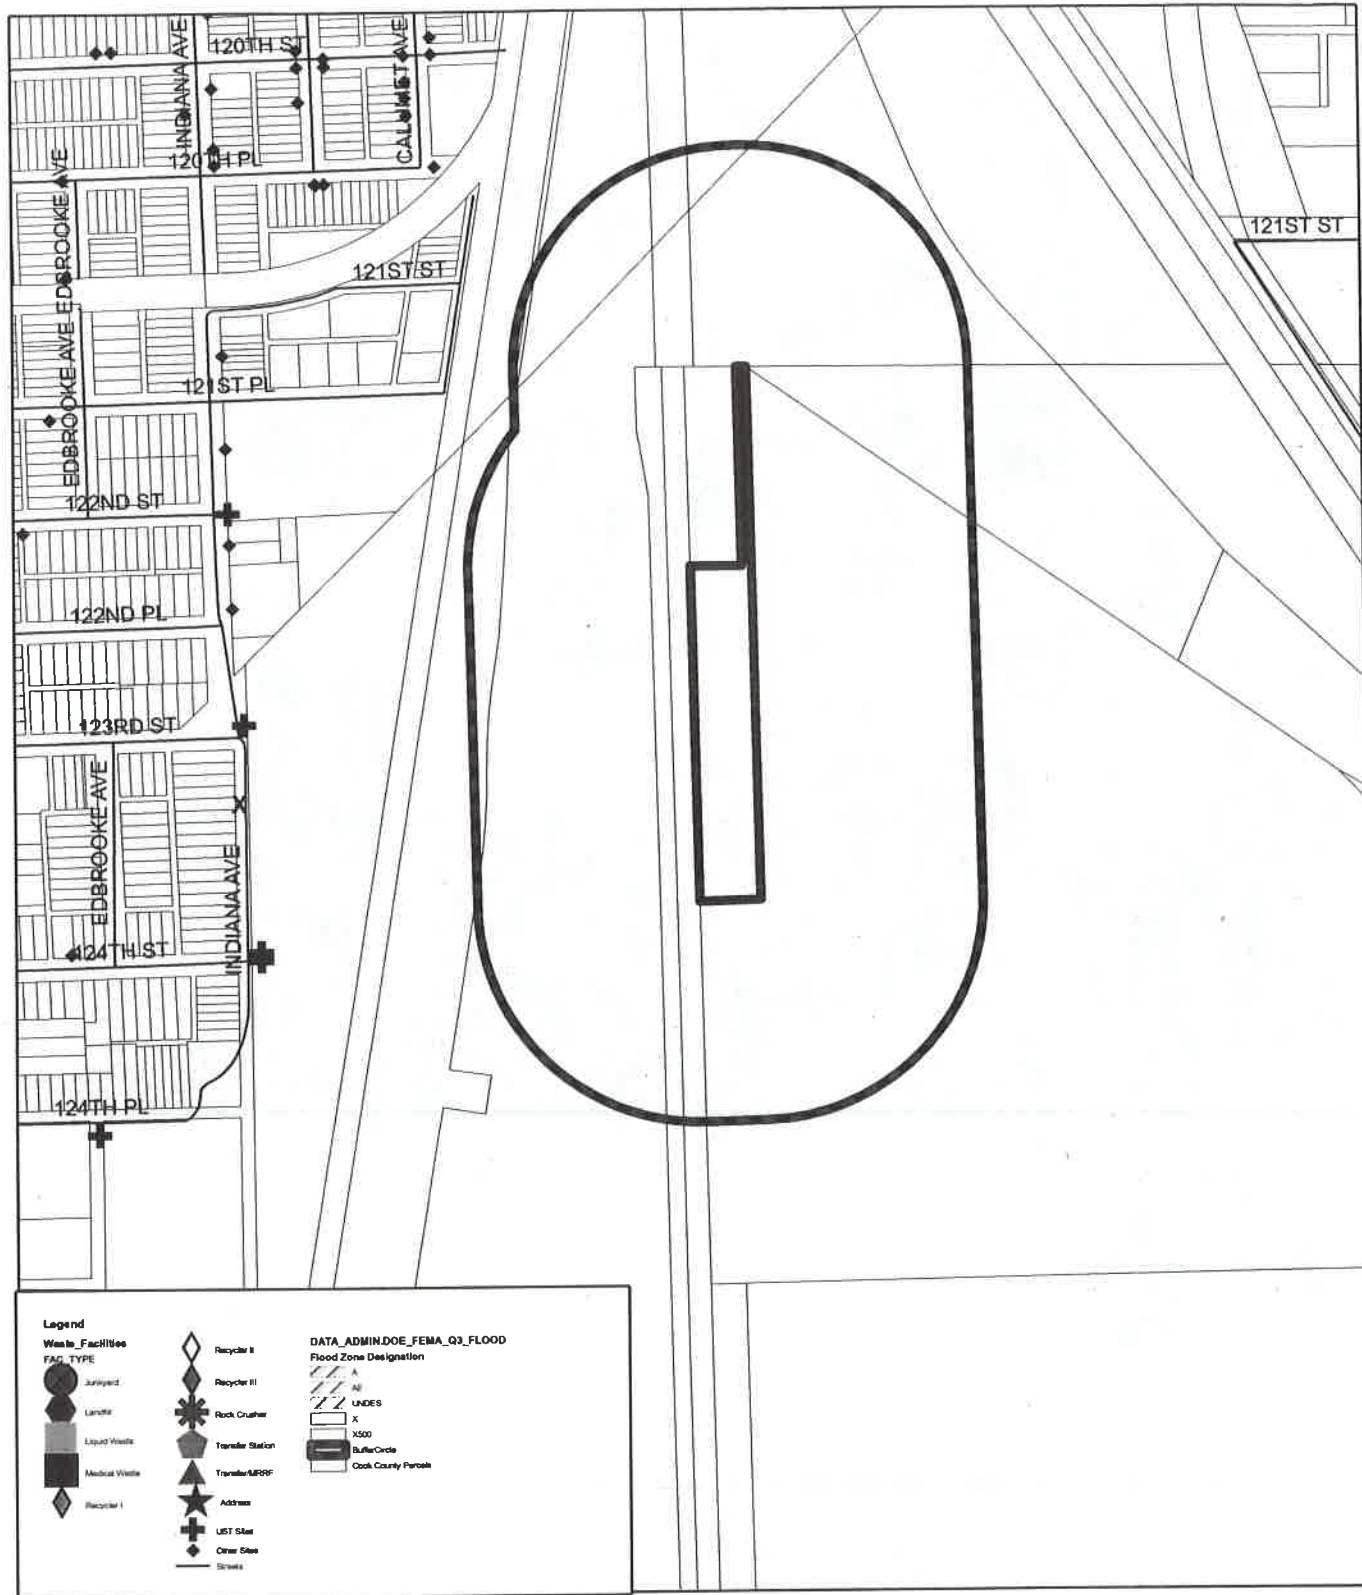 120TH ST
INDIANA AVE
CALUMET AVE
120TH PL
EDBROOKE AVE
EDBROOKE AVE
121ST ST
121ST ST
121ST PL
122ND ST
122ND PL
123RD ST
X
EDBROOKE AVE
INDIANA AVE
124TH ST
124TH PL
Legend
Waste_Facilities
FAC_TYPE
Junkyard
Landfill
Liquid Waste
Medical Waste
Recycler I
Recycler II
Recycler III
Rock Crusher
Transfer Station
Transfer/MRRF
Address
UST Sites
Other Sites
Streets
DATA_ADMIN.DOE_FEMA_Q3_FLOOD
Flood Zone Designation
A
AE
UNDES
X
X500
BufferCircle
Cook County Parcels